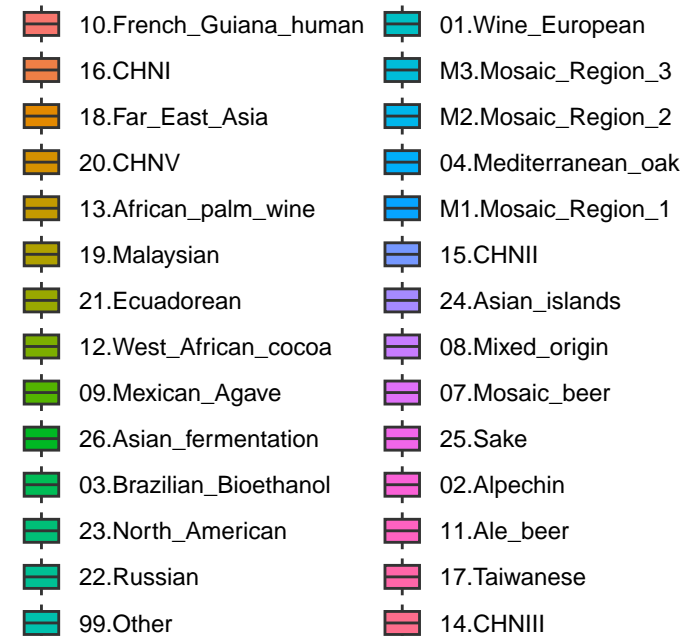 10.French_Guiana_human
16.CHNI
18.Far_East_Asia
20.CHNV
13.African_palm_wine
19.Malaysian
21.Ecuadorean
12.West_African_cocoa
09.Mexican_Agave
26.Asian_fermentation
03.Brazilian_Bioethanol
23.North_American
22.Russian
99.Other
01.Wine_European
M3.Mosaic_Region_3
M2.Mosaic_Region_2
04.Mediterranean_oak
M1.Mosaic_Region_1
15.CHNII
24.Asian_islands
08.Mixed_origin
07.Mosaic_beer
25.Sake
02.Alpechin
11.Ale_beer
17.Taiwanese
14.CHNIII